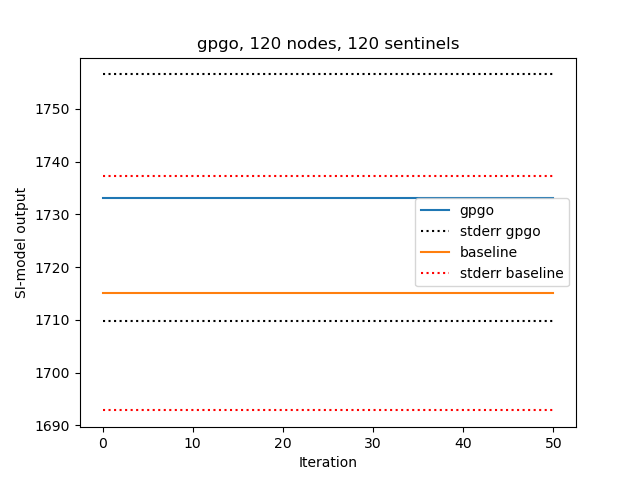 gpgo, 120 nodes, 120 sentinels
SI-model output
1750
1740
1730
1720
1710
1700
1690
gpgo
stderr gpgo
baseline
stderr baseline
0 10 20 30 40 50
Iteration